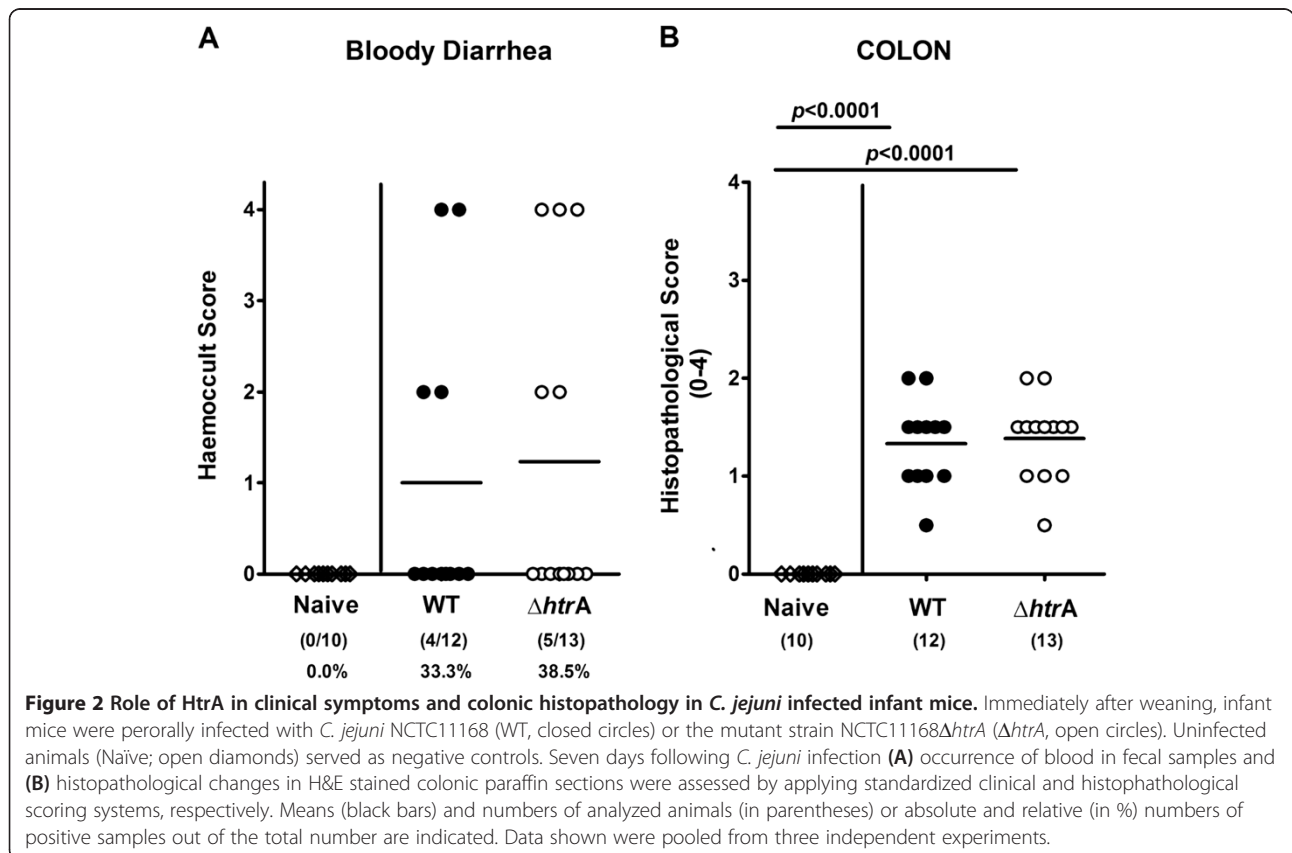 A
Bloody Diarrhea
Haemoccult Score
4
3
2
1
0
Naive
WT
ΔhtrA
(0/10)
(4/12)
(5/13)
0.0%
33.3%
38.5%
B
COLON
p<0.0001
p<0.0001
Histopathological Score
(0-4)
4
3
2
1
0
Naive
WT
ΔhtrA
(10)
(12)
(13)
Figure 2 Role of HtrA in clinical symptoms and colonic histopathology in C. jejuni infected infant mice. Immediately after weaning, infant
mice were perorally infected with C. jejuni NCTC11168 (WT, closed circles) or the mutant strain NCTC11168ΔhtrA (ΔhtrA, open circles). Uninfected
animals (Naïve; open diamonds) served as negative controls. Seven days following C. jejuni infection (A) occurrence of blood in fecal samples and
(B) histopathological changes in H&E stained colonic paraffin sections were assessed by applying standardized clinical and histophathological
scoring systems, respectively. Means (black bars) and numbers of analyzed animals (in parentheses) or absolute and relative (in %) numbers of
positive samples out of the total number are indicated. Data shown were pooled from three independent experiments.